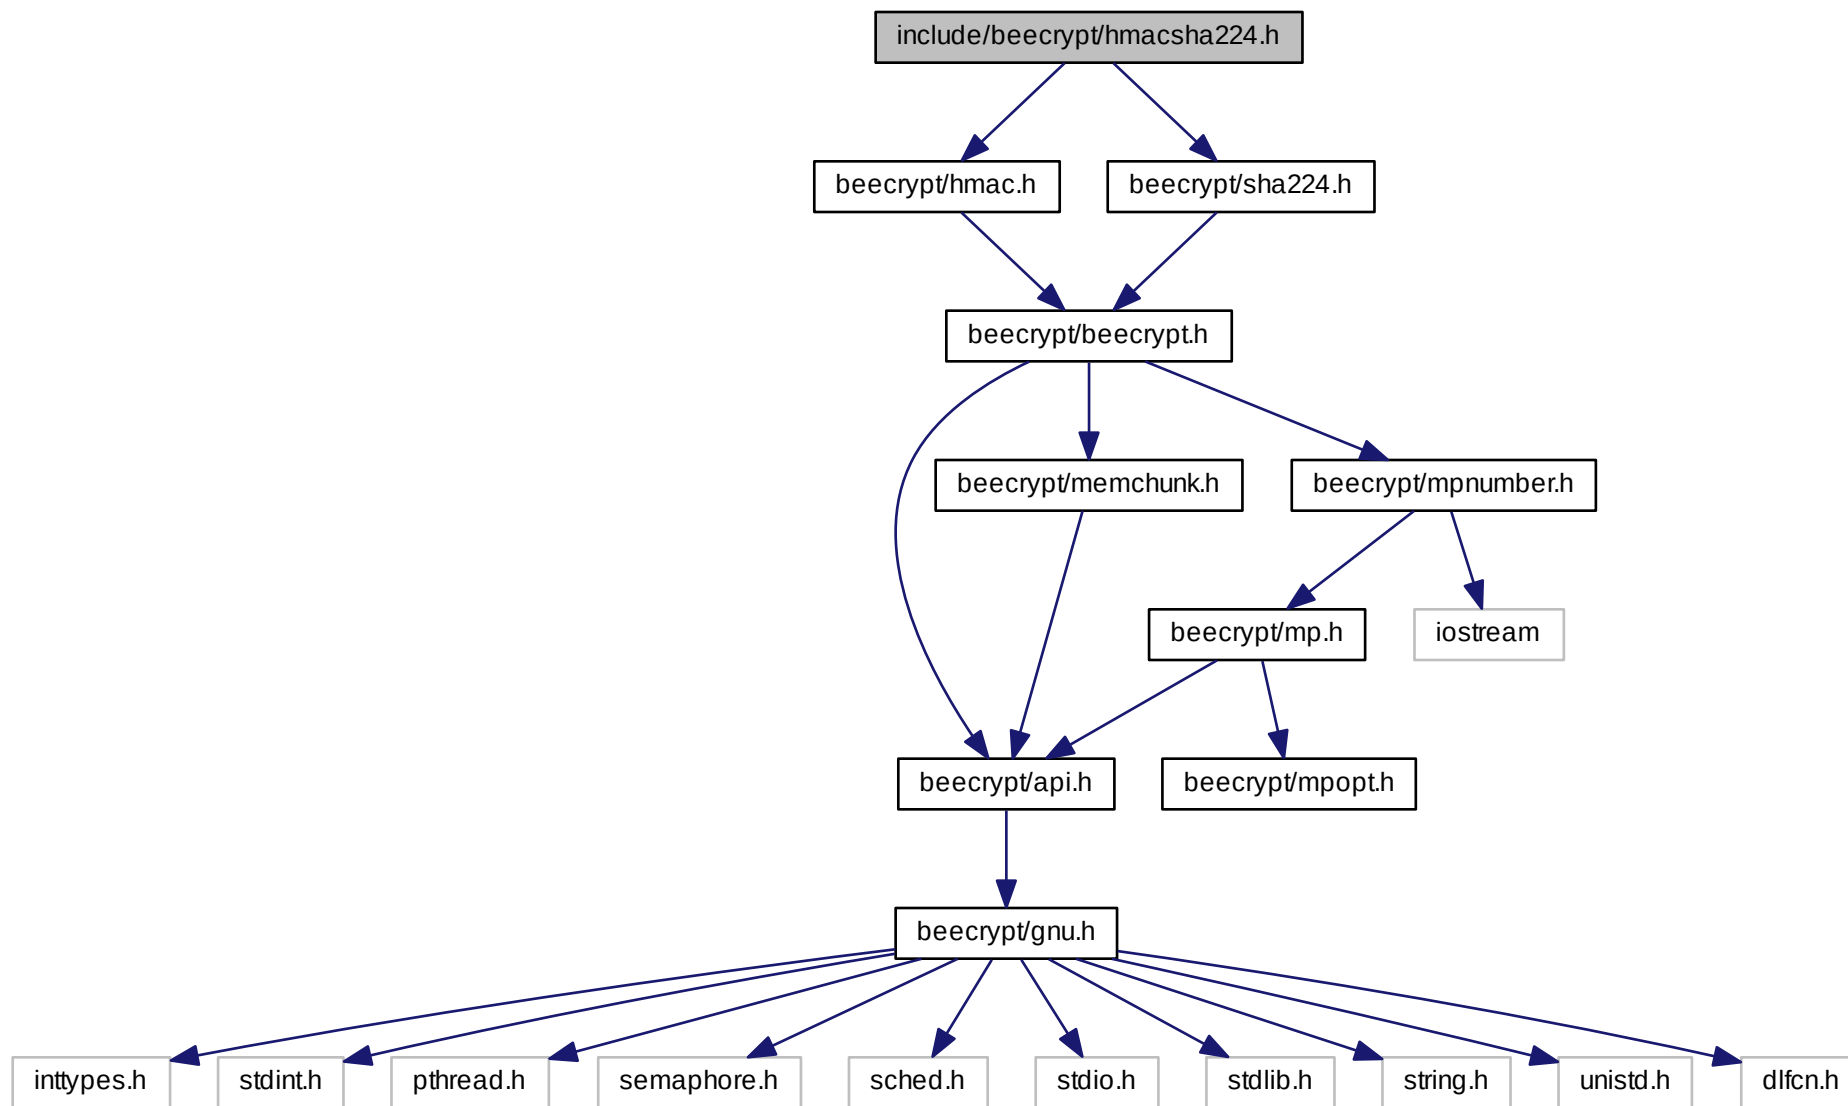 include/beecrypt/hmacsha224.h
beecrypt/hmac.h
beecrypt/sha224.h
beecrypt/beecrypt.h
beecrypt/memchunk.h
beecrypt/mpnumber.h
beecrypt/mp.h
iostream
beecrypt/api.h
beecrypt/mpopt.h
beecrypt/gnu.h
inttypes.h
stdint.h
pthread.h
semaphore.h
sched.h
stdio.h
stdlib.h
string.h
unistd.h
dlfcn.h